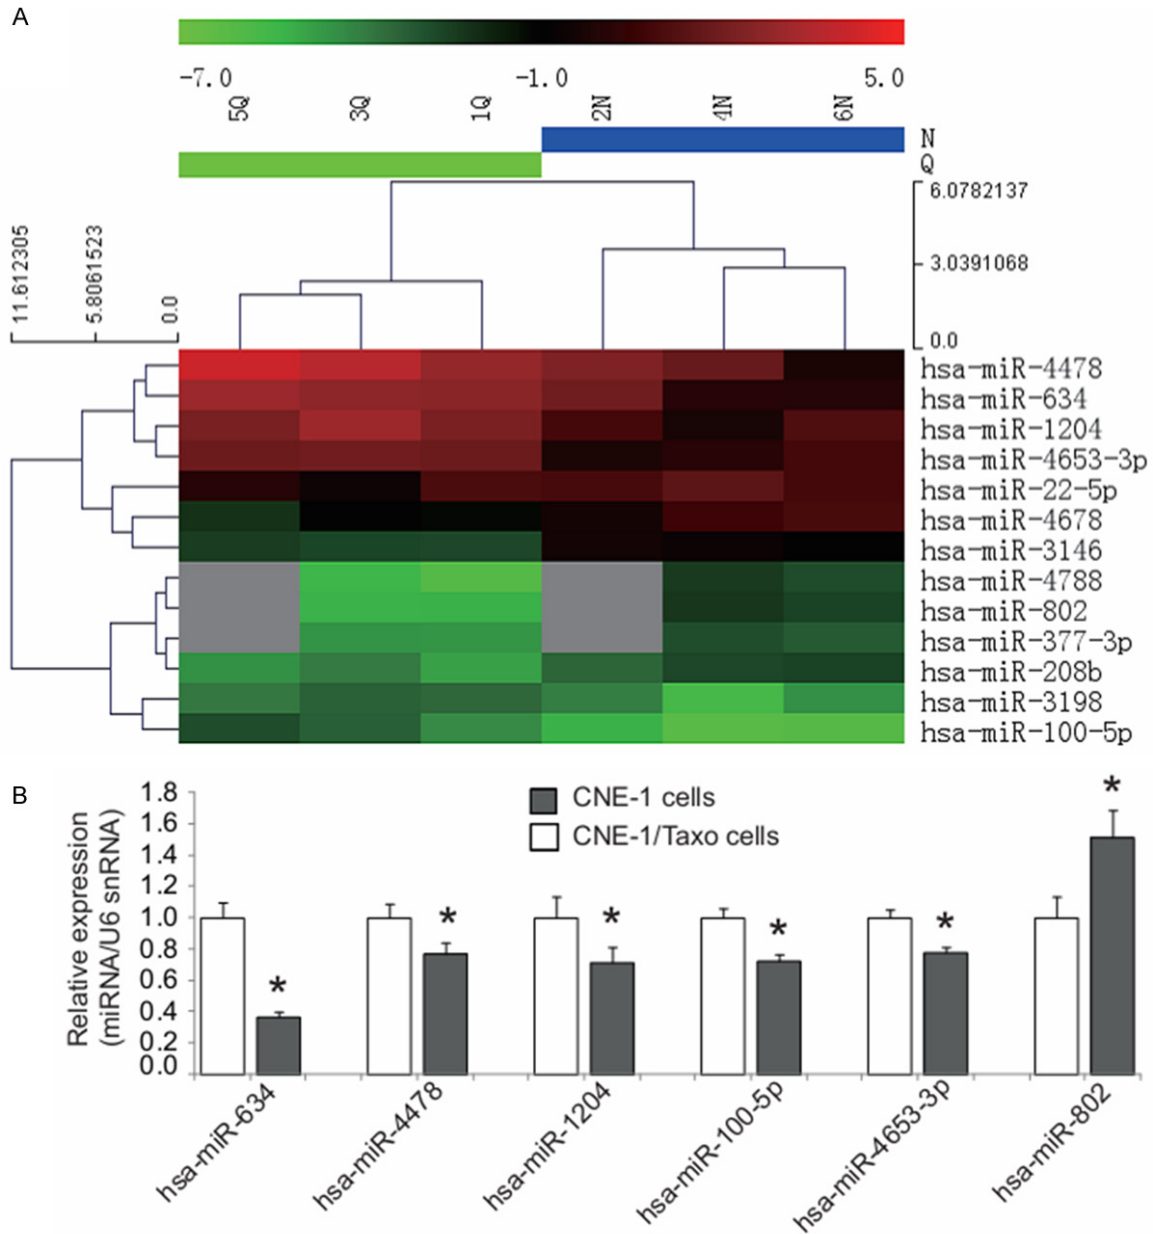 A
-7.0 -1.0 5.0
5Q 3Q 1Q 2N 4N 6N
N
Q
6.0782137
3.0391068
0.0
11.612305 5.8061523 0.0
hsa-miR-4478
hsa-miR-634
hsa-miR-1204
hsa-miR-4653-3p
hsa-miR-22-5p
hsa-miR-4678
hsa-miR-3146
hsa-miR-4788
hsa-miR-802
hsa-miR-377-3p
hsa-miR-208b
hsa-miR-3198
hsa-miR-100-5p
B
Relative expression
(miRNA/U6 snRNA)
1.8
1.6
1.4
1.2
1.0
0.8
0.6
0.4
0.2
0.0
0.0
CNE-1 cells
CNE-1/Taxo cells
* * * * * *
hsa-miR-634 hsa-miR-4478 hsa-miR-1204 hsa-miR-100-5p hsa-miR-4653-3p hsa-miR-802